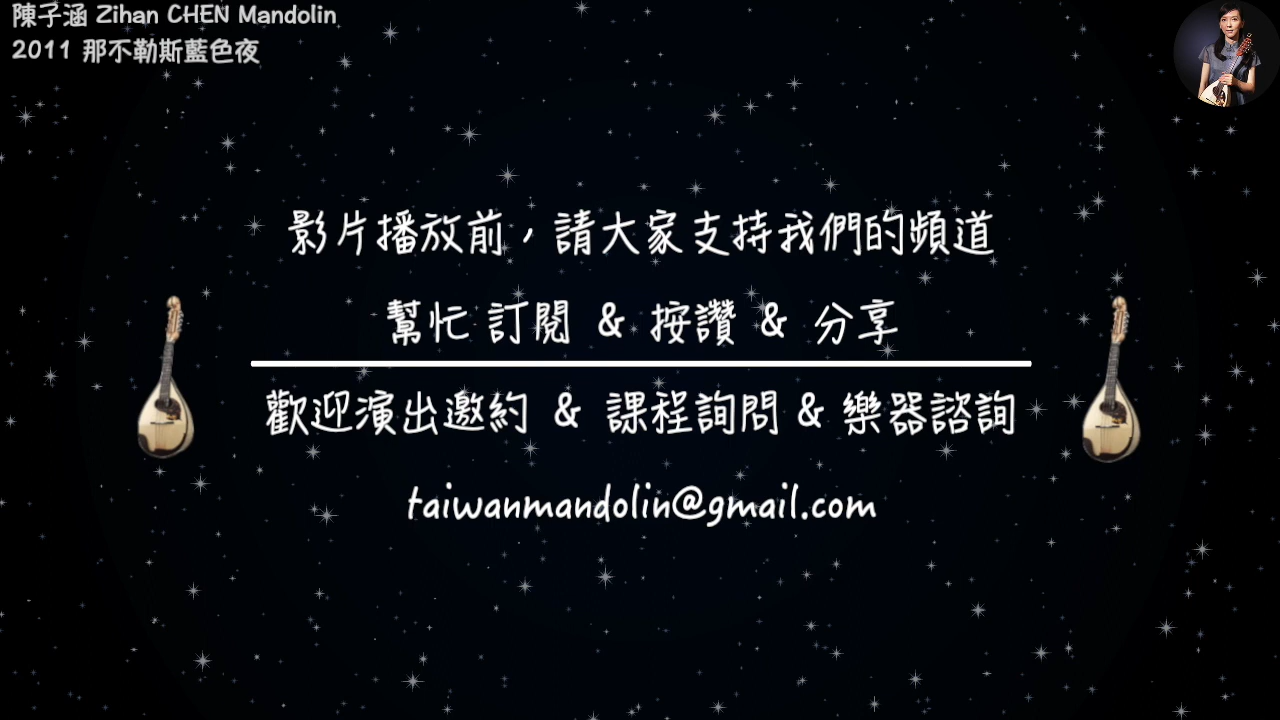 陳子涵 Zihan CHEN Mandolin
2011 那不勒斯藍色夜
影片播放前，請大家支持我們的頻道
幫忙 訂閱 & 按讚 & 分享
歡迎演出邀約 & 課程詢問 & 樂器諮詢
taiwanmandolin@gmail.com